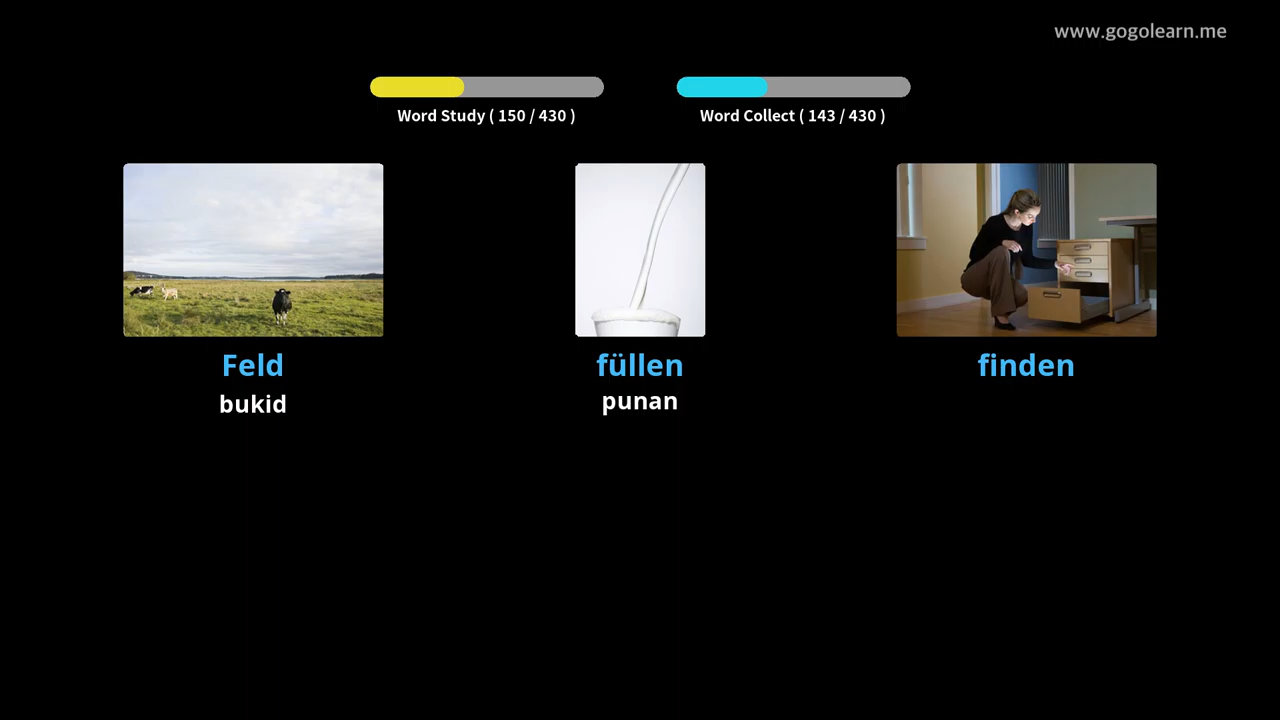 www.gogolearn.me
Word Study ( 150 / 430 )
Word Collect ( 143 / 430 )
Feld
bukid
füllen
punan
finden